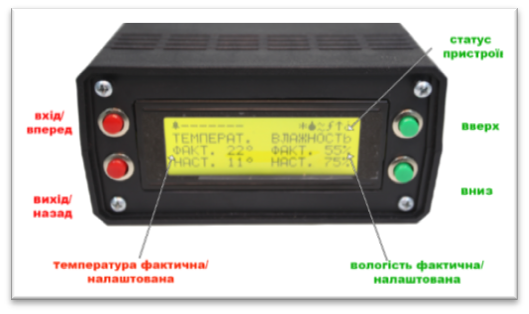 статус
пристрої
вхід/
вперед
Вверх
ТЕМПЕРАТ. ВЛАЖНОСТЬ
ФАКТ. 22° ФАКТ. 55%
НАСТ. 11° НАСТ. 75%
вихід/
назад
вниз
температура фактична/
налаштована
вологість фактична/
налаштована